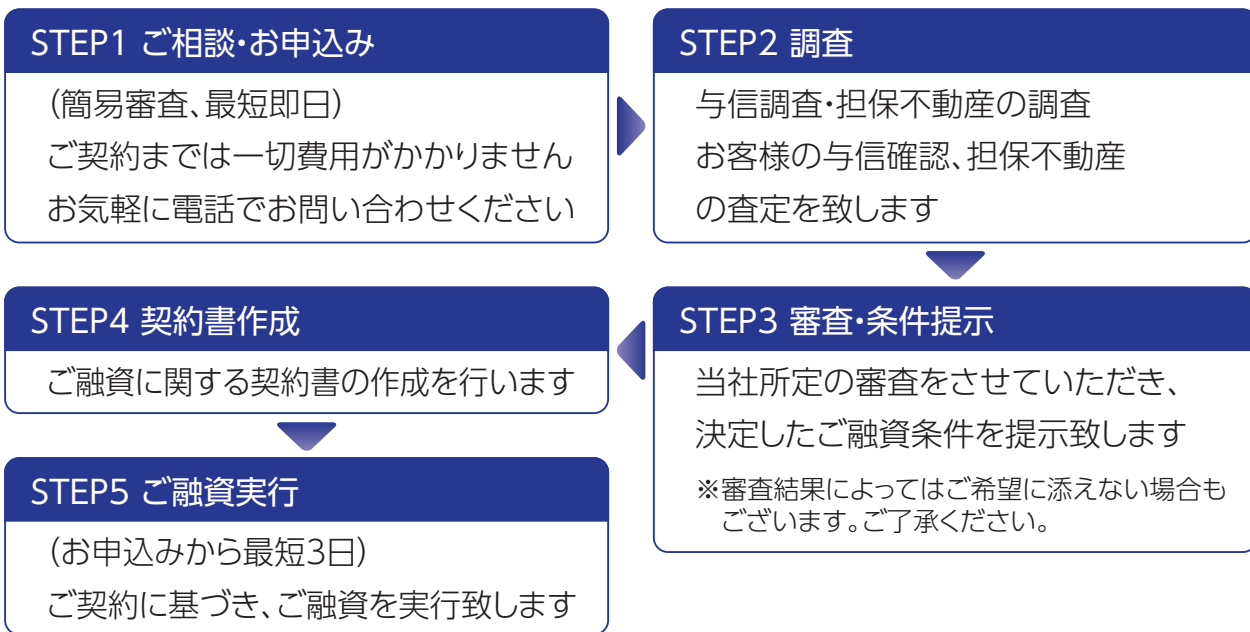 STEP1 ご相談・お申込み
(簡易審査、最短即日)
ご契約までは一切費用がかかりません
お気軽に電話でお問い合わせください
STEP2 調査
与信調査・担保不動産の調査
お客様の与信確認、担保不動産
の査定を致します
STEP3 審査・条件提示
当社所定の審査をさせていただき、
決定したご融資条件を提示致します
※審査結果によってはご希望に添えない場合も
ございます。ご了承ください。
STEP4 契約書作成
ご融資に関する契約書の作成を行います
STEP5 ご融資実行
(お申込みから最短3日)
ご契約に基づき、ご融資を実行致します